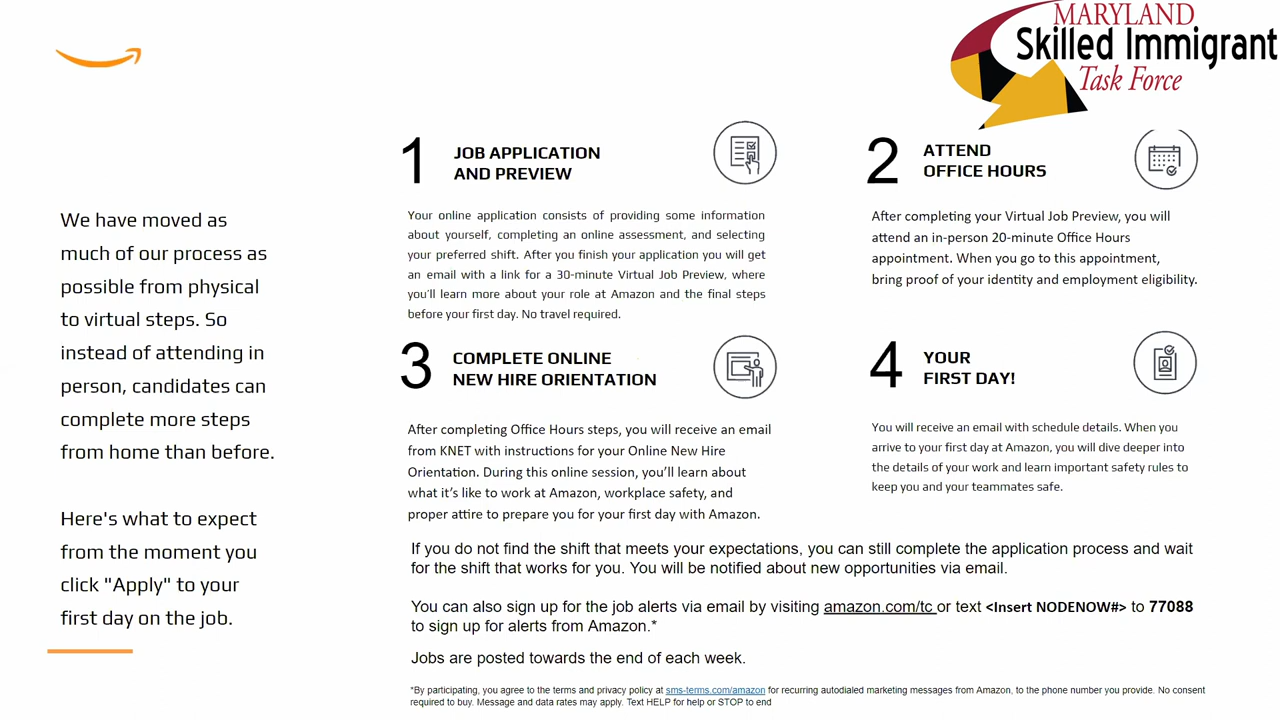 MARYLAND
Skilled Immigrant
Task Force
We have moved as
much of our process as
possible from physical
to virtual steps. So
instead of attending in
person, candidates can
complete more steps
from home than before.
Here's what to expect
from the moment you
click "Apply" to your
first day on the job.
1 JOB APPLICATION
AND PREVIEW
Your online application consists of providing some information
about yourself, completing an online assessment, and selecting
your preferred shift. After you finish your application you will get
an email with a link for a 30-minute Virtual Job Preview, where
you'll learn more about your role at Amazon and the final steps
before your first day. No travel required.
2 ATTEND
OFFICE HOURS
After completing your Virtual Job Preview, you will
attend an in-person 20-minute Office Hours
appointment. When you go to this appointment,
bring proof of your identity and employment eligibility.
3 COMPLETE ONLINE
NEW HIRE ORIENTATION
After completing Office Hours steps, you will receive an email
from KNET with instructions for your Online New Hire
Orientation. During this online session, you'll learn about
what it's like to work at Amazon, workplace safety, and
proper attire to prepare you for your first day with Amazon.
4 YOUR
FIRST DAY!
You will receive an email with schedule details. When you
arrive to your first day at Amazon, you will dive deeper into
the details of your work and learn important safety rules to
keep you and your teammates safe.
If you do not find the shift that meets your expectations, you can still complete the application process and wait
for the shift that works for you. You will be notified about new opportunities via email.
You can also sign up for the job alerts via email by visiting amazon.com/tc or text <Insert NODENOW#> to 77088
to sign up for alerts from Amazon.*
Jobs are posted towards the end of each week.
*By participating, you agree to the terms and privacy policy at sms-terms.com/amazon for recurring autodialed marketing messages from Amazon, to the phone number you provide. No consent
required to buy. Message and data rates may apply. Text HELP for help or STOP to end